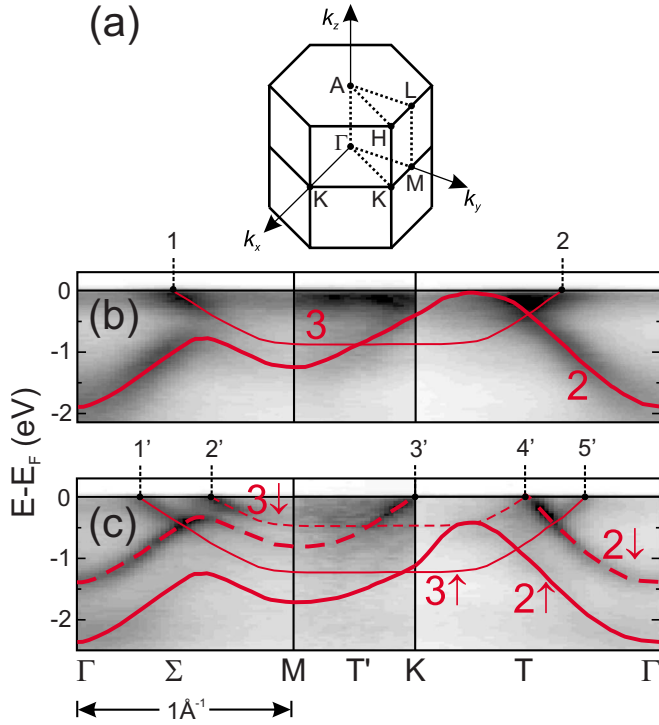 (a)
k_z
A
L
H
Γ
M
K
K
k_x
k_y
1
2
0
(b)
3
-1
2
-2
E-E_F (eV)
1’
2’
3’
4’
5’
0
3↓
(c)
-1
2↓
3↑
2↑
-2
Γ
Σ
M
T'
K
T
Γ
1Å⁻¹